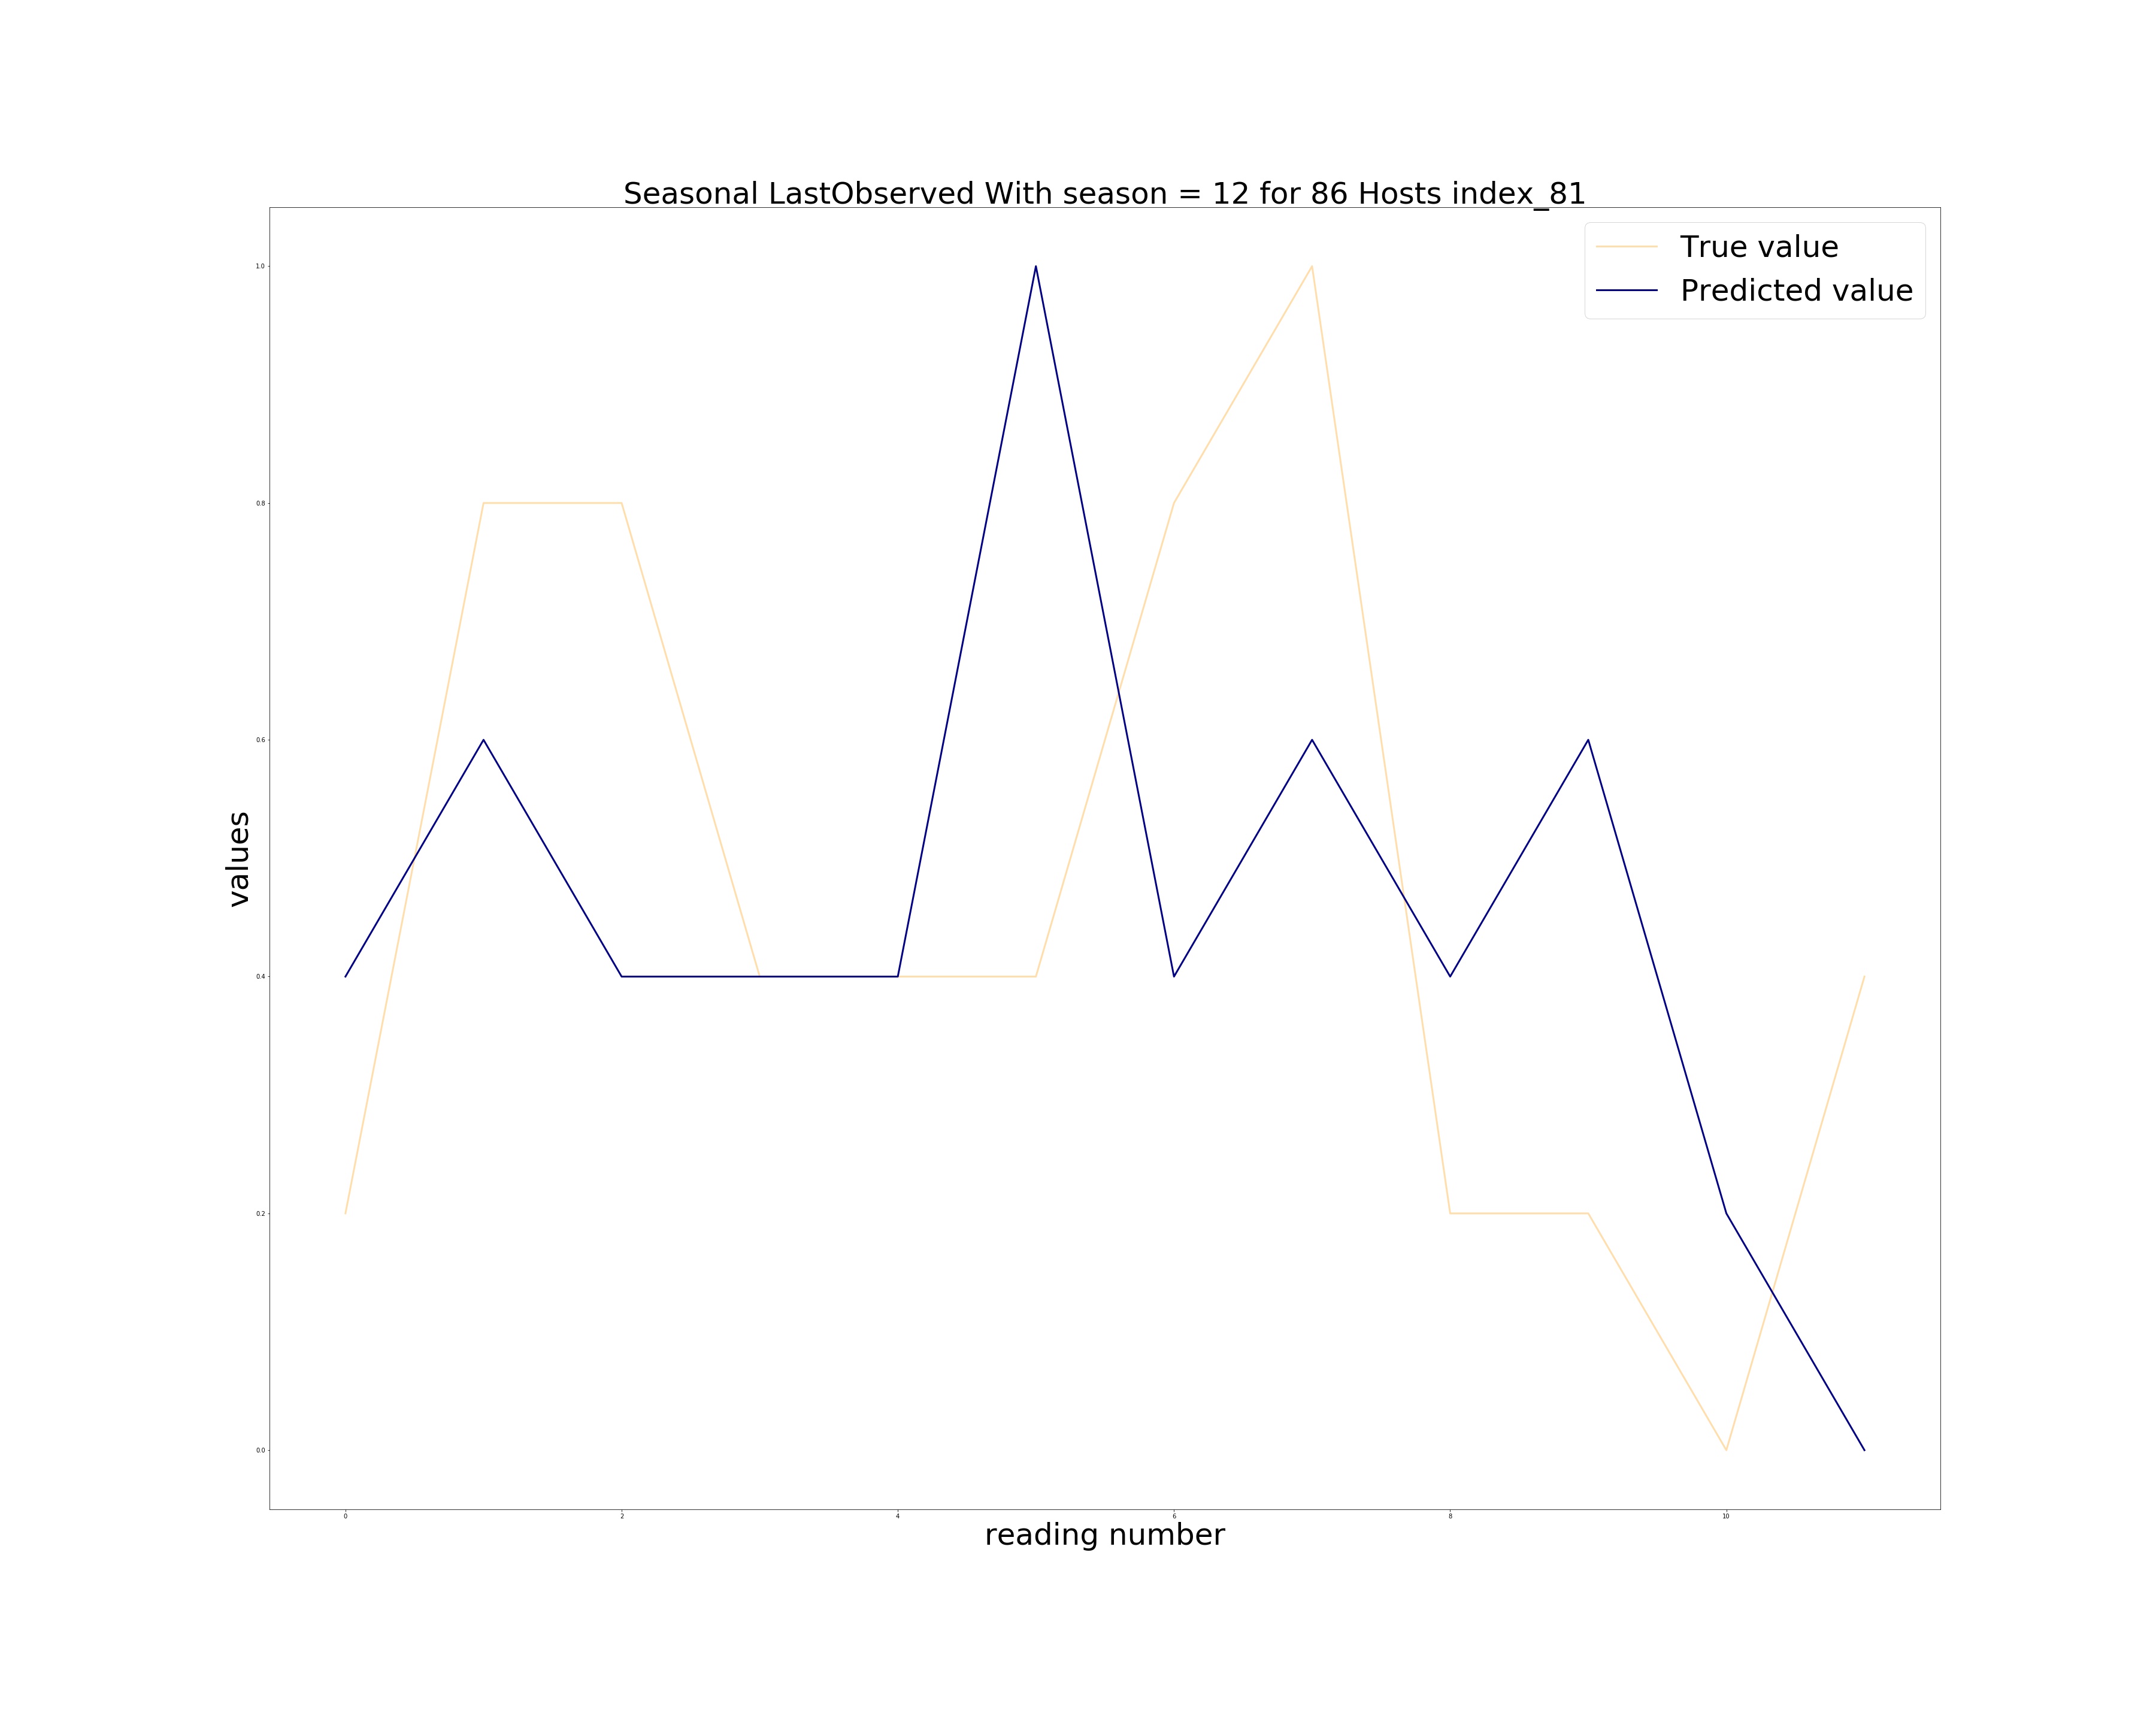 Seasonal LastObserved With season = 12 for 86 Hosts index_81
True value
Predicted value
1.0
0.8
0.6
0.4
0.2
0.0
values
0 2 4 6 8 10
reading number